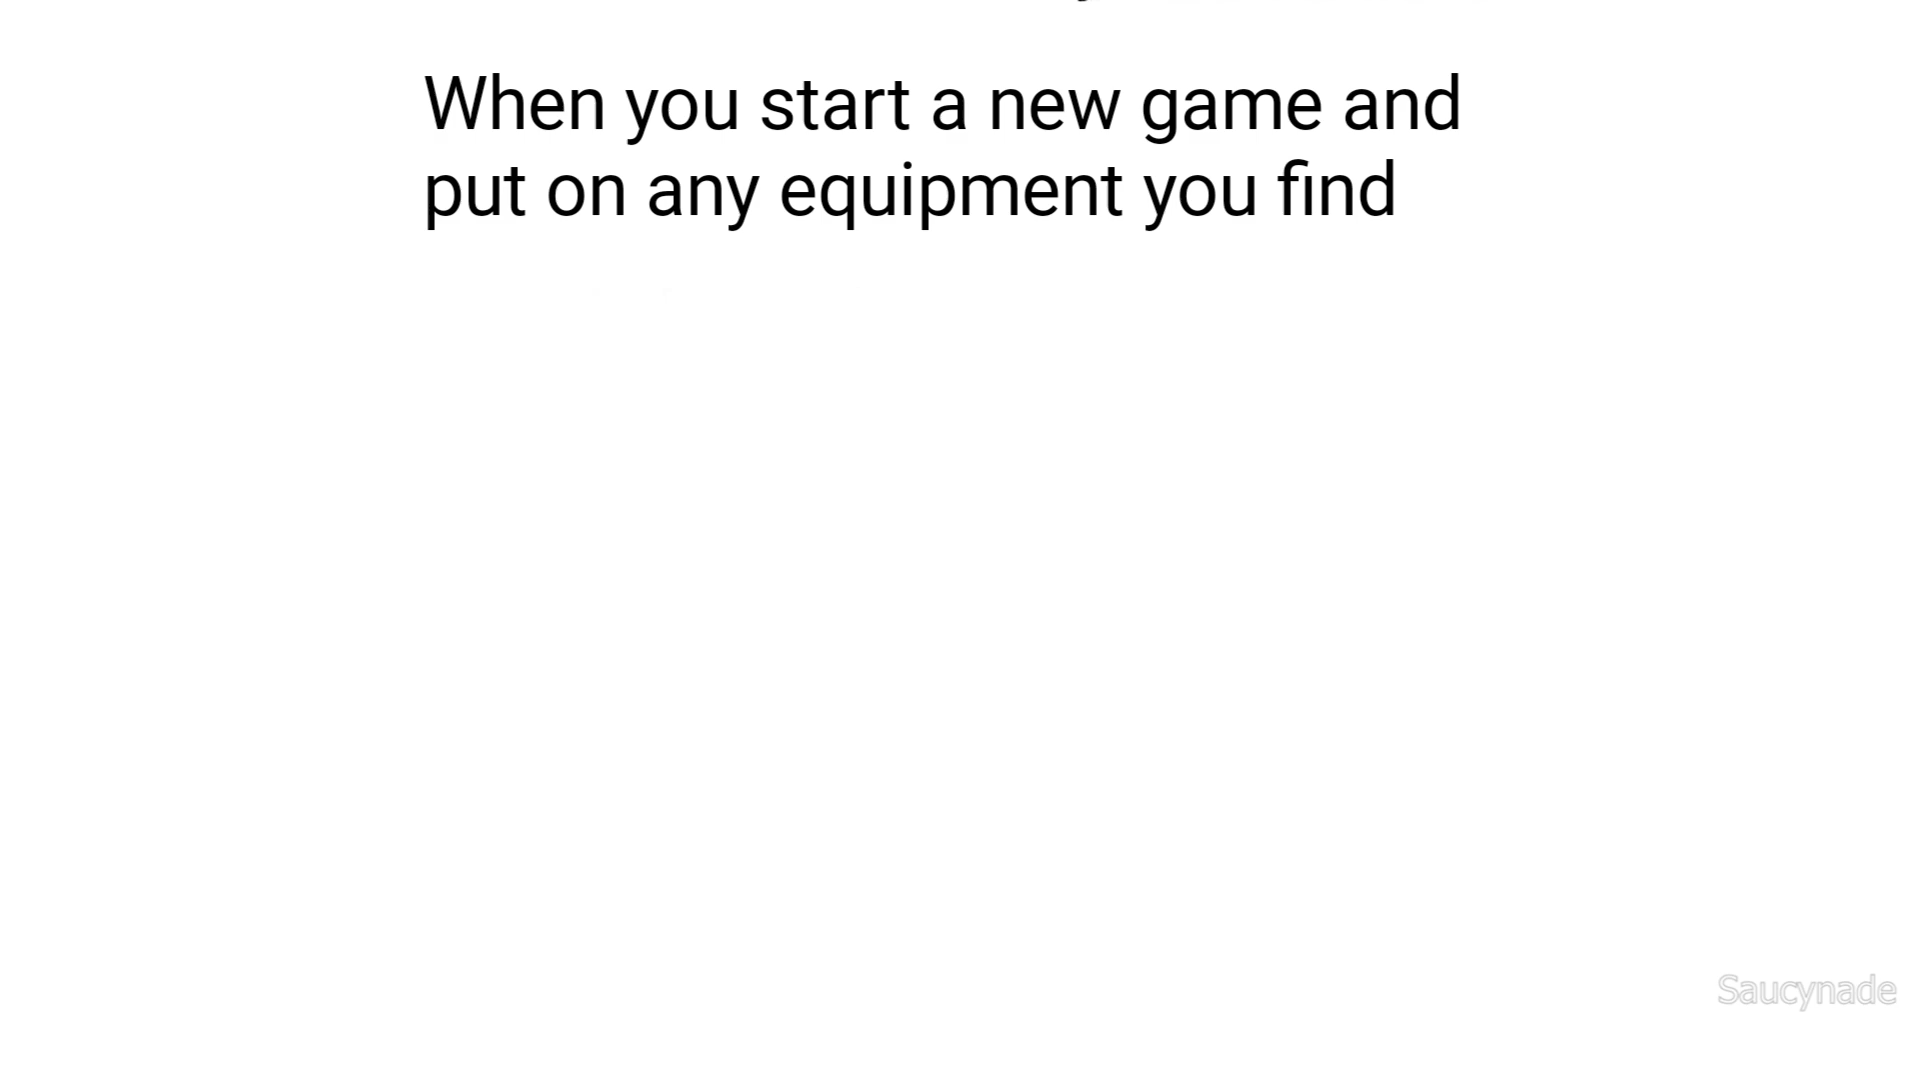 When you start a new game and
put on any equipment you find
Saucynade